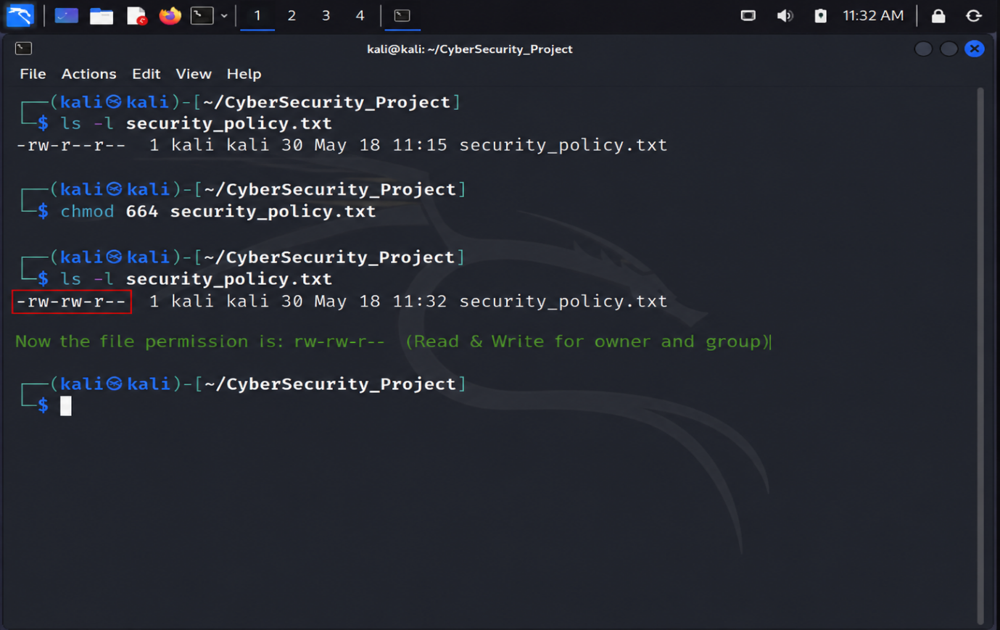 1 2 3 4 11:32 AM
kali@kali: ~/CyberSecurity_Project
File Actions Edit View Help
┌──(kali㉿kali)-[~/CyberSecurity_Project]
└─$ ls -l security_policy.txt
-rw-r--r-- 1 kali kali 30 May 18 11:15 security_policy.txt
┌──(kali㉿kali)-[~/CyberSecurity_Project]
└─$ chmod 664 security_policy.txt
┌──(kali㉿kali)-[~/CyberSecurity_Project]
└─$ ls -l security_policy.txt
-rw-rw-r-- 1 kali kali 30 May 18 11:32 security_policy.txt
Now the file permission is: rw-rw-r-- (Read & Write for owner and group)
┌──(kali㉿kali)-[~/CyberSecurity_Project]
└─$